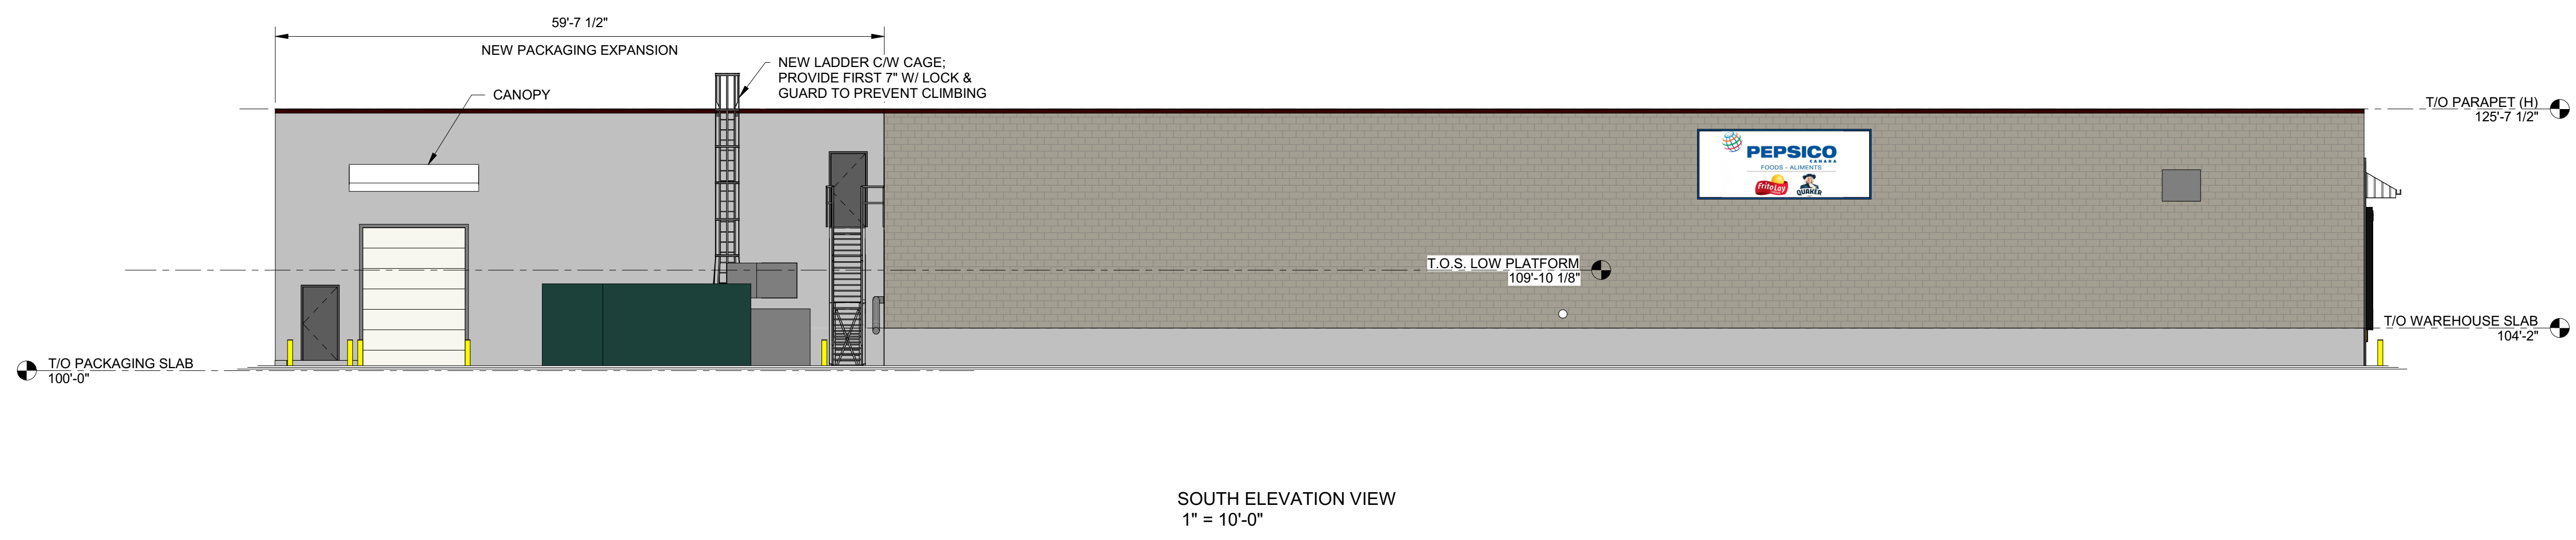 59'-7 1/2"
NEW PACKAGING EXPANSION
NEW LADDER C/W CAGE;
PROVIDE FIRST 7" W/ LOCK &
GUARD TO PREVENT CLIMBING
CANOPY
T/O PARAPET (H)
125'-7 1/2"
PEPSICO
CANADA
FOODS - ALIMENTS
FritoLay
QUAKER
T.O.S. LOW PLATFORM
109'-10 1/8"
T/O WAREHOUSE SLAB
104'-2"
T/O PACKAGING SLAB
100'-0"
SOUTH ELEVATION VIEW
1" = 10'-0"